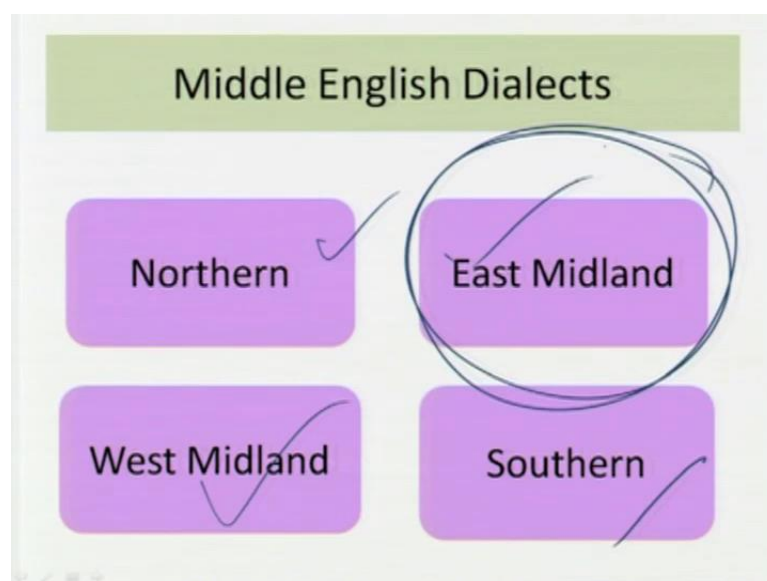 Middle English Dialects
Northern
East Midland
West Midland
Southern